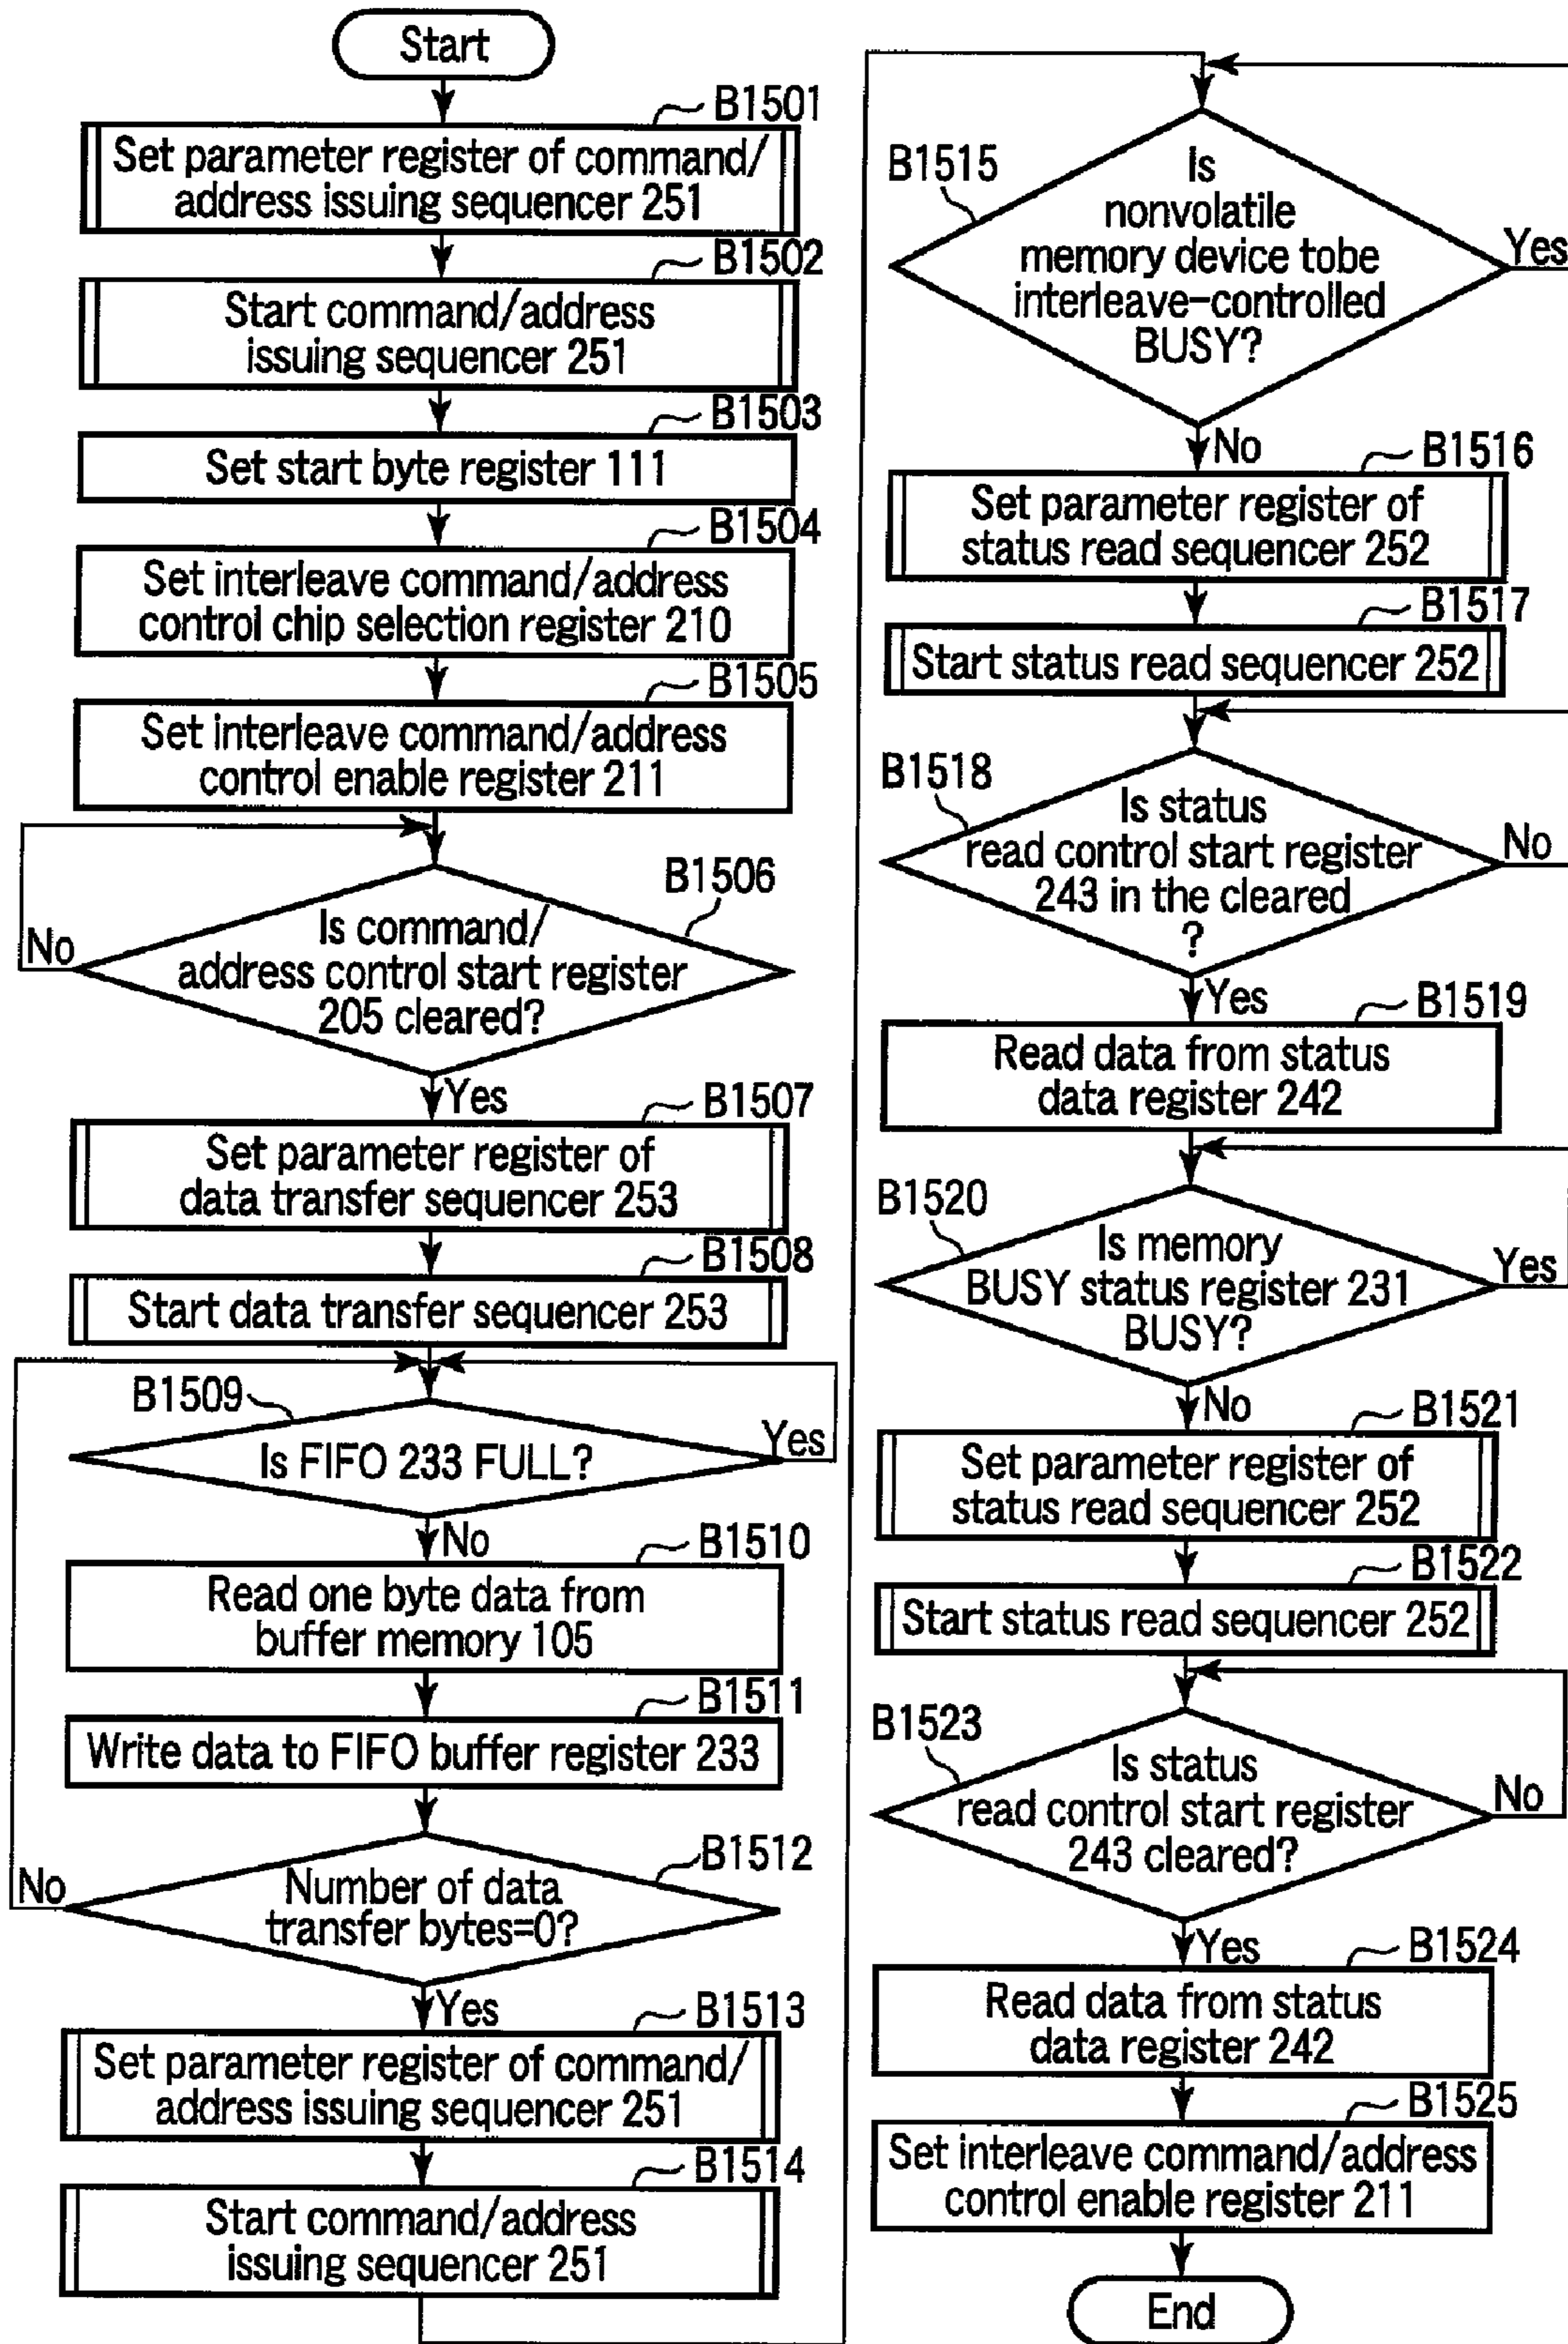 Start
B1501
Set parameter register of command/
address issuing sequencer 251
B1502
Start command/address
issuing sequencer 251
B1503
Set start byte register 111
B1504
Set interleave command/address
control chip selection register 210
B1505
Set interleave command/address
control enable register 211
B1506
Is command/
address control start register
205 cleared?
No
Yes
B1507
Set parameter register of
data transfer sequencer 253
B1508
Start data transfer sequencer 253
B1509
Is FIFO 233 FULL?
Yes
No
B1510
Read one byte data from
buffer memory 105
B1511
Write data to FIFO buffer register 233
B1512
Number of data
transfer bytes=0?
No
Yes
B1513
Set parameter register of command/
address issuing sequencer 251
B1514
Start command/address
issuing sequencer 251
B1515
Is
nonvolatile
memory device tobe
interleave-controlled
BUSY?
Yes
No
B1516
Set parameter register of
status read sequencer 252
B1517
Start status read sequencer 252
B1518
Is status
read control start register
243 in the cleared
?
No
Yes
B1519
Read data from status
data register 242
B1520
Is memory
BUSY status register 231
BUSY?
Yes
No
B1521
Set parameter register of
status read sequencer 252
B1522
Start status read sequencer 252
B1523
Is status
read control start register
243 cleared?
No
Yes
B1524
Read data from status
data register 242
B1525
Set interleave command/address
control enable register 211
End